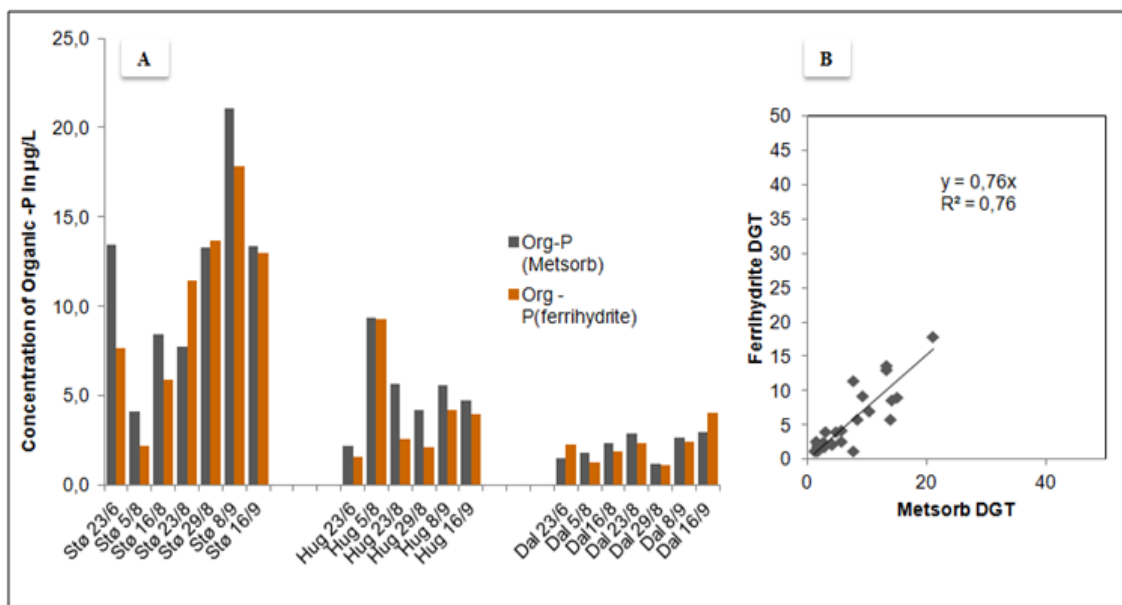 A
Concentration of Organic -P in µg/L
25,0
20,0
15,0
10,0
5,0
0,0
Org-P
(Metsorb)
Org -
P(ferrihydrite)
Stø 23/6
Stø 5/8
Stø 16/8
Stø 23/8
Stø 29/8
Stø 8/9
Stø 16/9
Hug 23/6
Hug 5/8
Hug 23/8
Hug 29/8
Hug 8/9
Hug 16/9
Dal 23/6
Dal 5/8
Dal16/8
Dal 23/8
Dal 29/8
Dal 8/9
Dal 16/9
B
Ferrihydrite DGT
50
45
40
35
30
25
20
15
10
5
0
y = 0,76x
R² = 0,76
0
20
40
Metsorb DGT